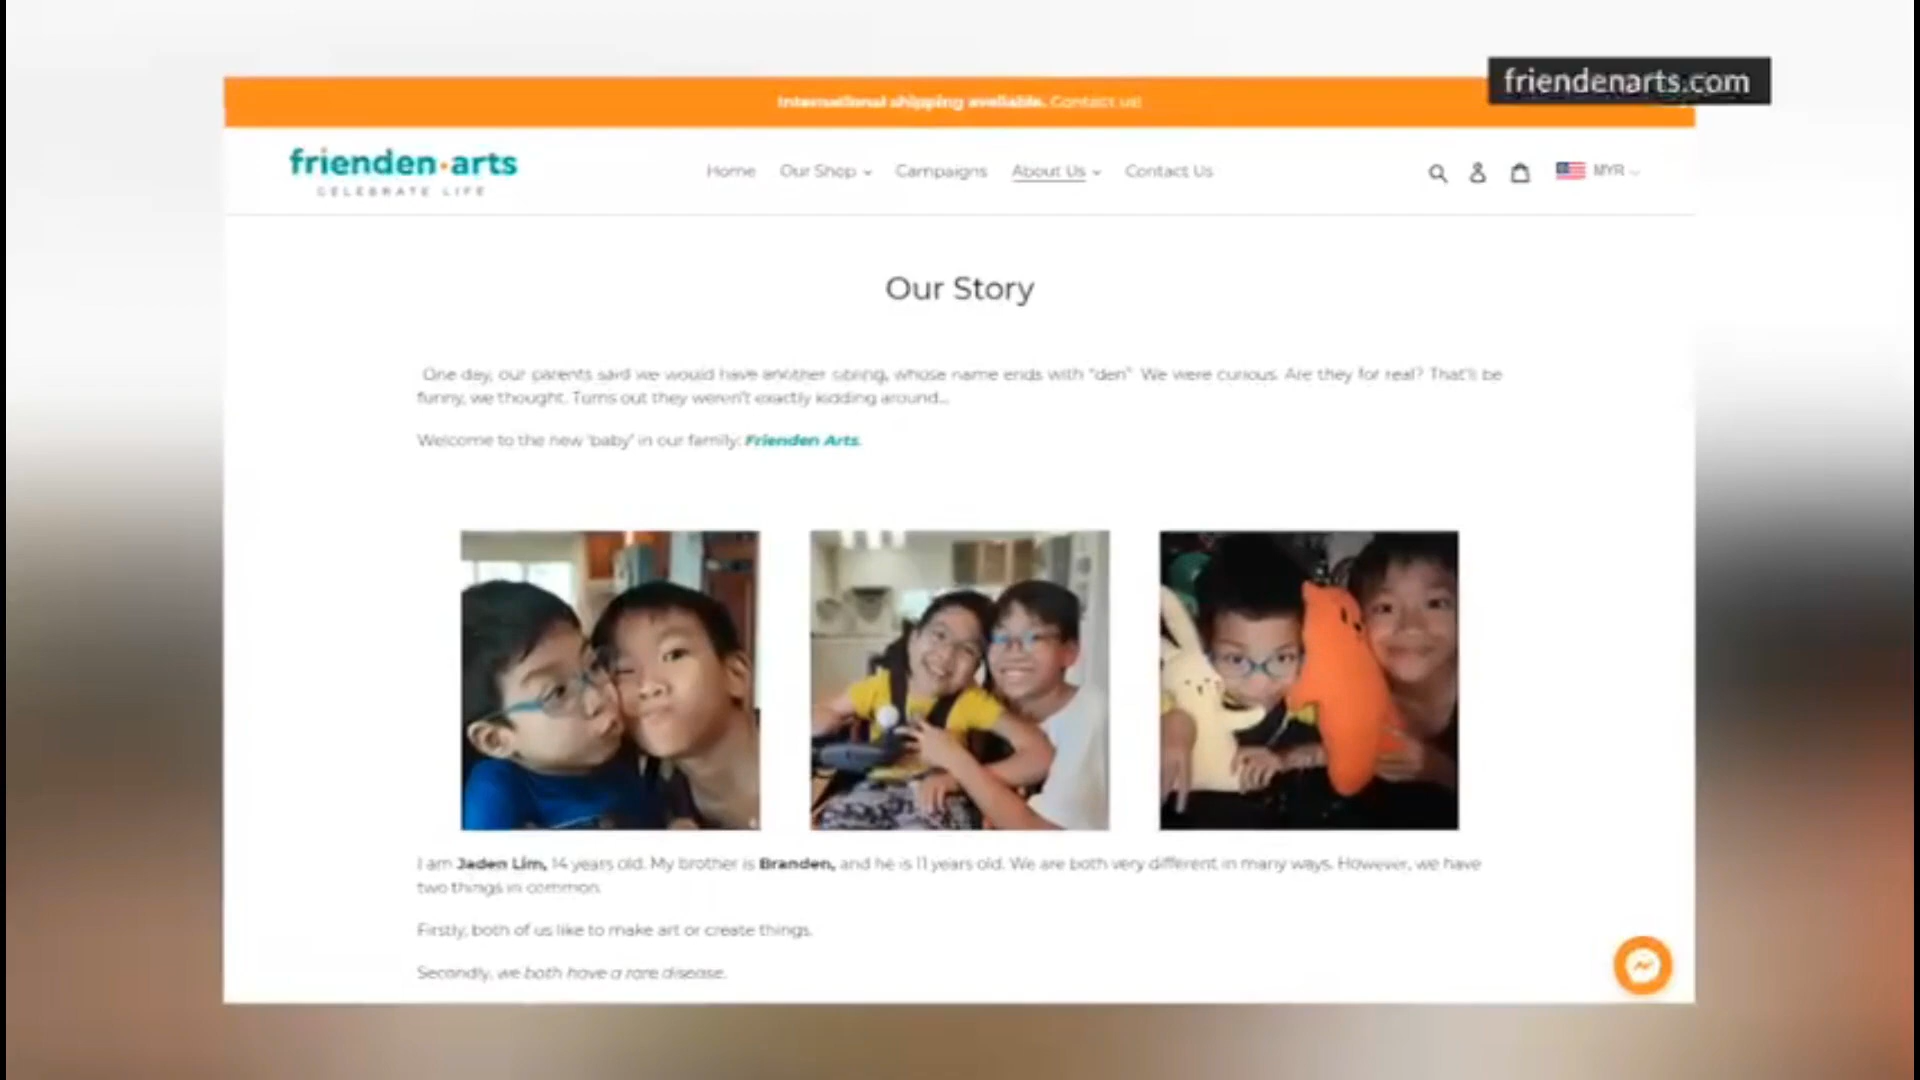 friendenarts.com
International shipping available. Contact us!
frienden·arts
CELEBRATE LIFE
Home Our Shop Campaigns About Us Contact Us
MYR
Our Story
One day, our parents said we would have another sibling, whose name ends with "den". We were curious. Are they for real? That'll be
funny, we thought. Turns out they weren't exactly kidding around...
Welcome to the new 'baby' in our family: Frienden Arts.
I am Jaden Lim, 14 years old. My brother is Branden, and he is 11 years old. We are both very different in many ways. However, we have
two things in common.
Firstly, both of us like to make art or create things.
Secondly, we both have a rare disease.